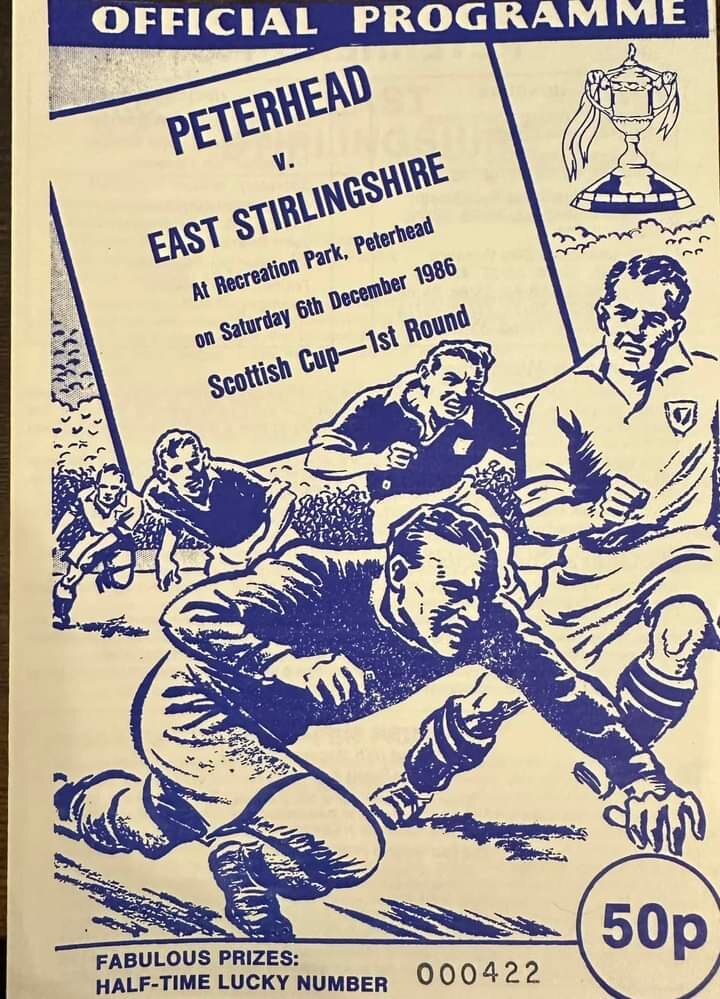 OFFICIAL PROGRAMME
PETERHEAD
v.
EAST STIRLINGSHIRE
At Recreation Park, Peterhead
on Saturday 6th December 1986
Scottish Cup—1st Round
50p
FABULOUS PRIZES:
HALF-TIME LUCKY NUMBER 000422